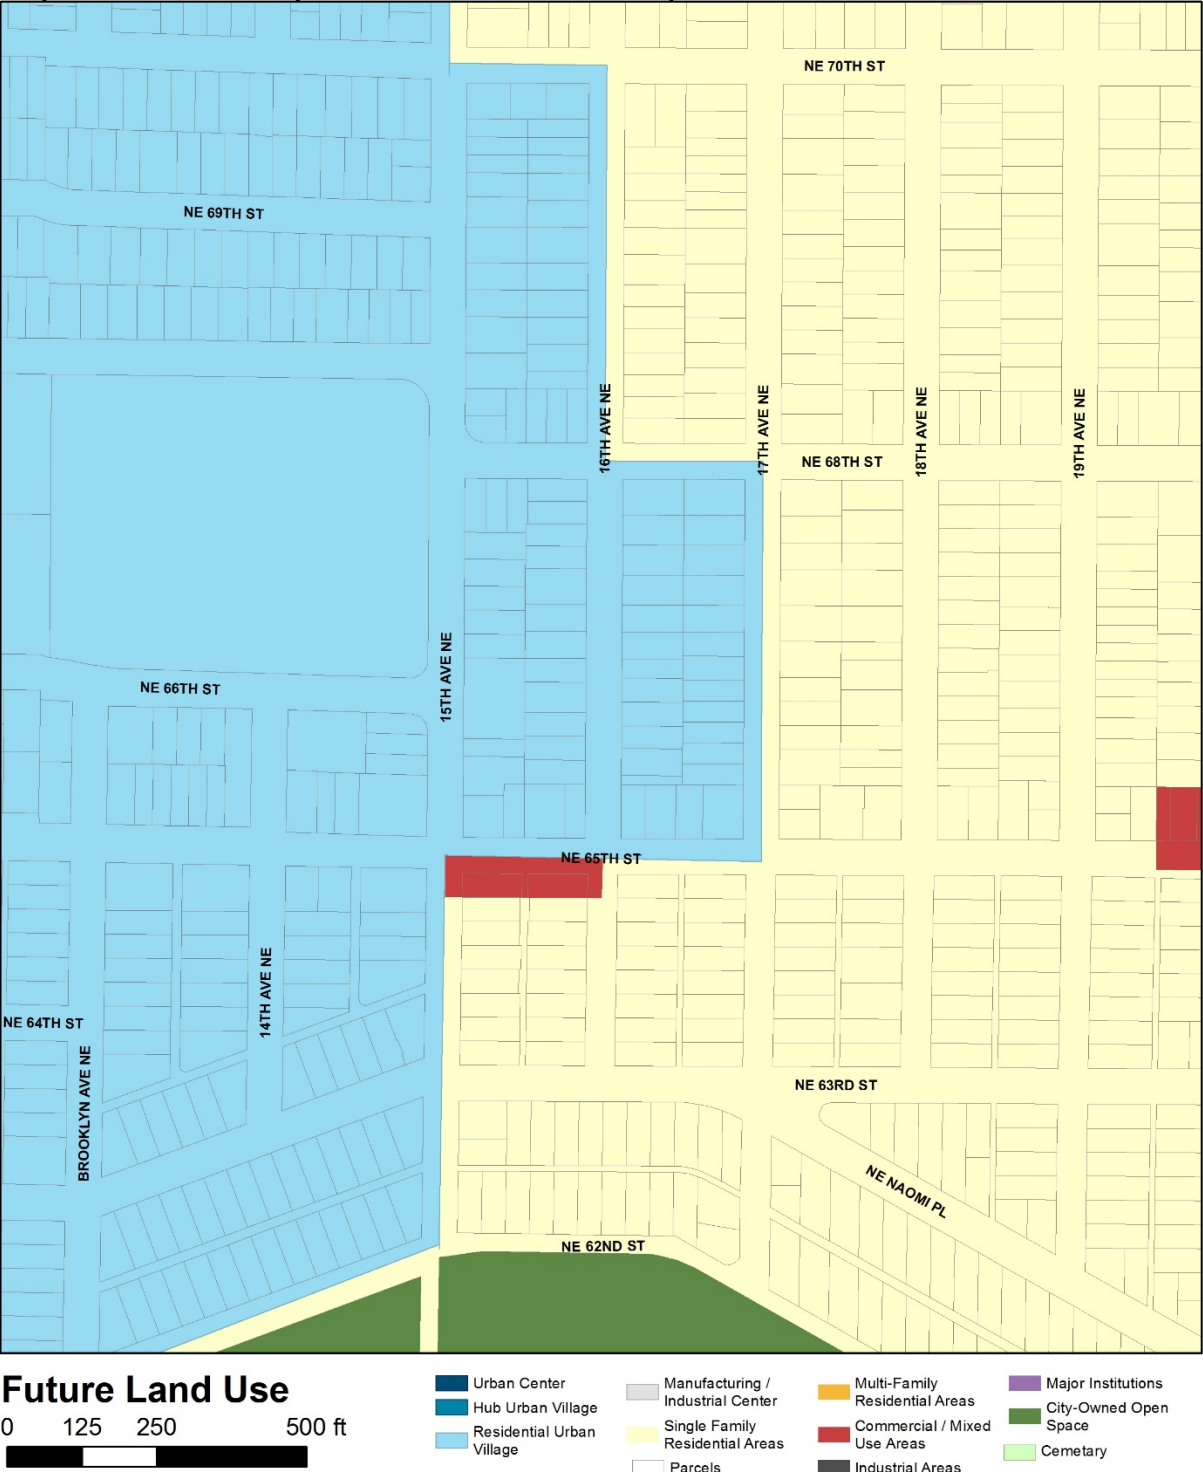 NE 70TH ST
NE 69TH ST
16TH AVE NE
17TH AVE NE
18TH AVE NE
19TH AVE NE
NE 68TH ST
15TH AVE NE
NE 66TH ST
NE 65TH ST
14TH AVE NE
NE 64TH ST
BROOKLYN AVE NE
NE 63RD ST
NE NAOMI PL
NE 62ND ST
Future Land Use
0 125 250 500 ft
Urban Center
Hub Urban Village
Residential Urban
Village
Manufacturing /
Industrial Center
Single Family
Residential Areas
Parcels
Multi-Family
Residential Areas
Commercial / Mixed
Use Areas
Industrial Areas
Major Institutions
City-Owned Open
Space
Cemetary